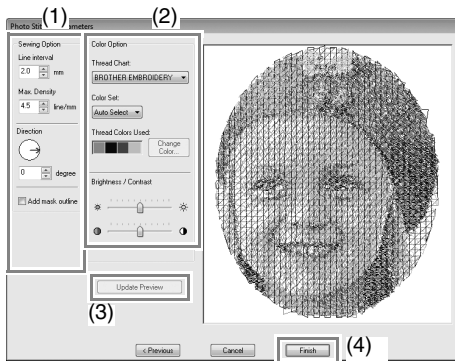 (1)
(2)
Photo Stit
ameters
Sewing Option
Line interval
2.0 mm
Max. Density
4.5 line/mm
Direction
0 degree
Add mask outline
Color Option
Thread Chart:
BROTHER EMBROIDERY
Color Set:
Auto Select
Thread Colors Used:
Change
Color...
Brightness / Contrast
Update Preview
(3)
< Previous
Cancel
Finish
(4)